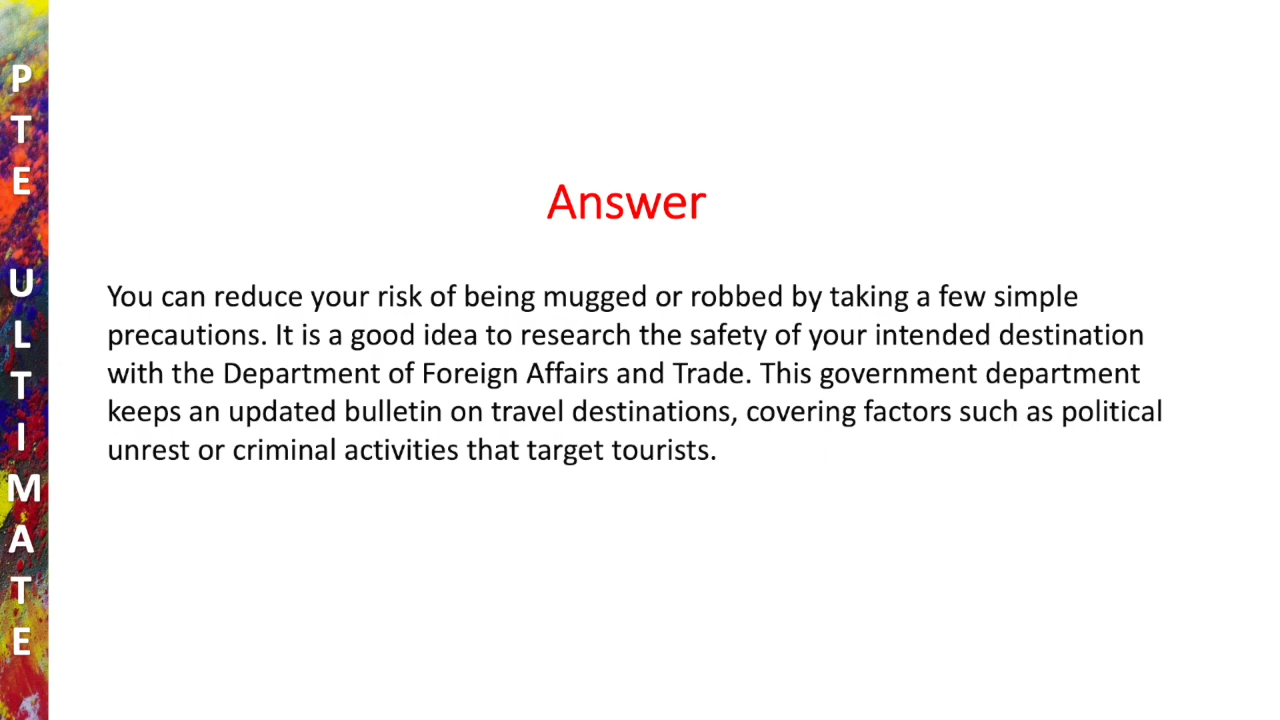 PTE ULTIMATE
Answer
You can reduce your risk of being mugged or robbed by taking a few simple
precautions. It is a good idea to research the safety of your intended destination
with the Department of Foreign Affairs and Trade. This government department
keeps an updated bulletin on travel destinations, covering factors such as political
unrest or criminal activities that target tourists.